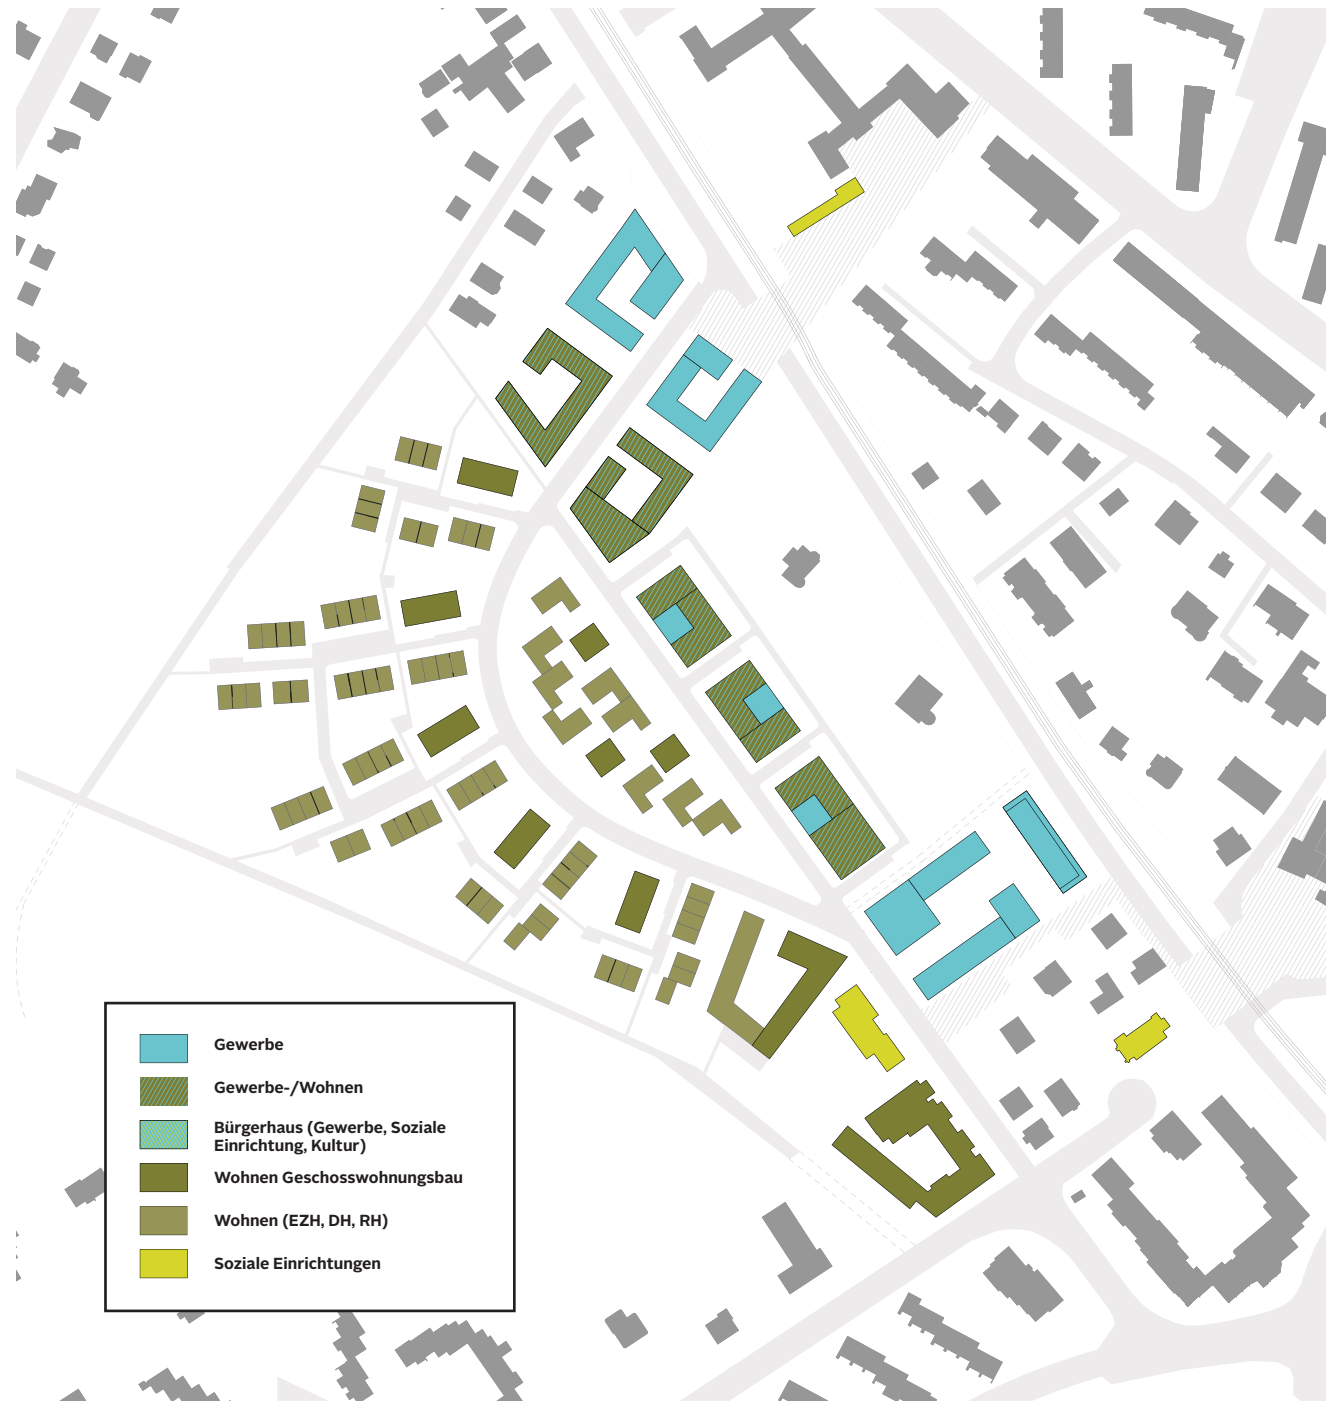 Gewerbe
Gewerbe-/Wohnen
Bürgerhaus (Gewerbe, Soziale
Einrichtung, Kultur)
Wohnen Geschosswohnungsbau
Wohnen (EZH, DH, RH)
Soziale Einrichtungen